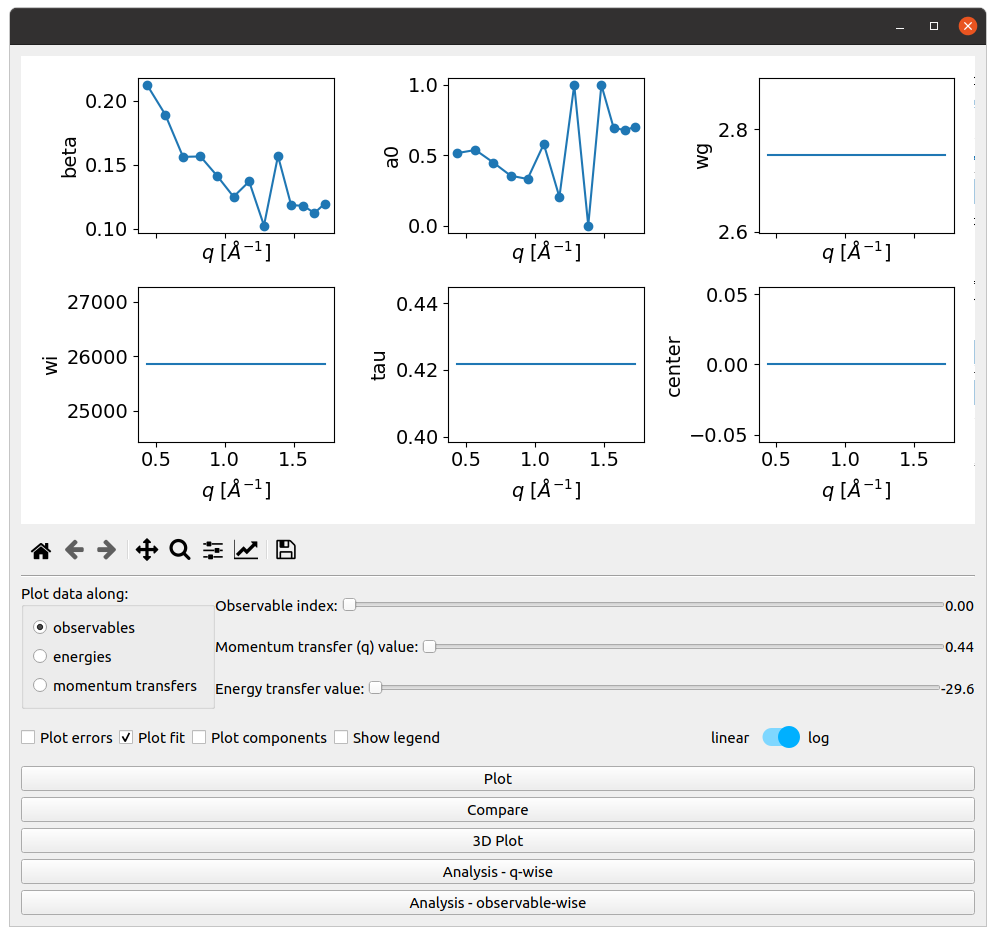 beta
0.20
0.15
0.10
q [Å⁻¹]
a0
1.0
0.5
0.0
q [Å⁻¹]
wg
2.8
2.6
q [Å⁻¹]
wi
27000
26000
25000
0.5 1.0 1.5
q [Å⁻¹]
tau
0.44
0.42
0.40
0.5 1.0 1.5
q [Å⁻¹]
center
0.05
0.00
−0.05
0.5 1.0 1.5
q [Å⁻¹]
Plot data along:
observables
energies
momentum transfers
Observable index: 0.00
Momentum transfer (q) value: 0.44
Energy transfer value: -29.6
Plot errors Plot fit Plot components Show legend linear log
Plot
Compare
3D Plot
Analysis - q-wise
Analysis - observable-wise